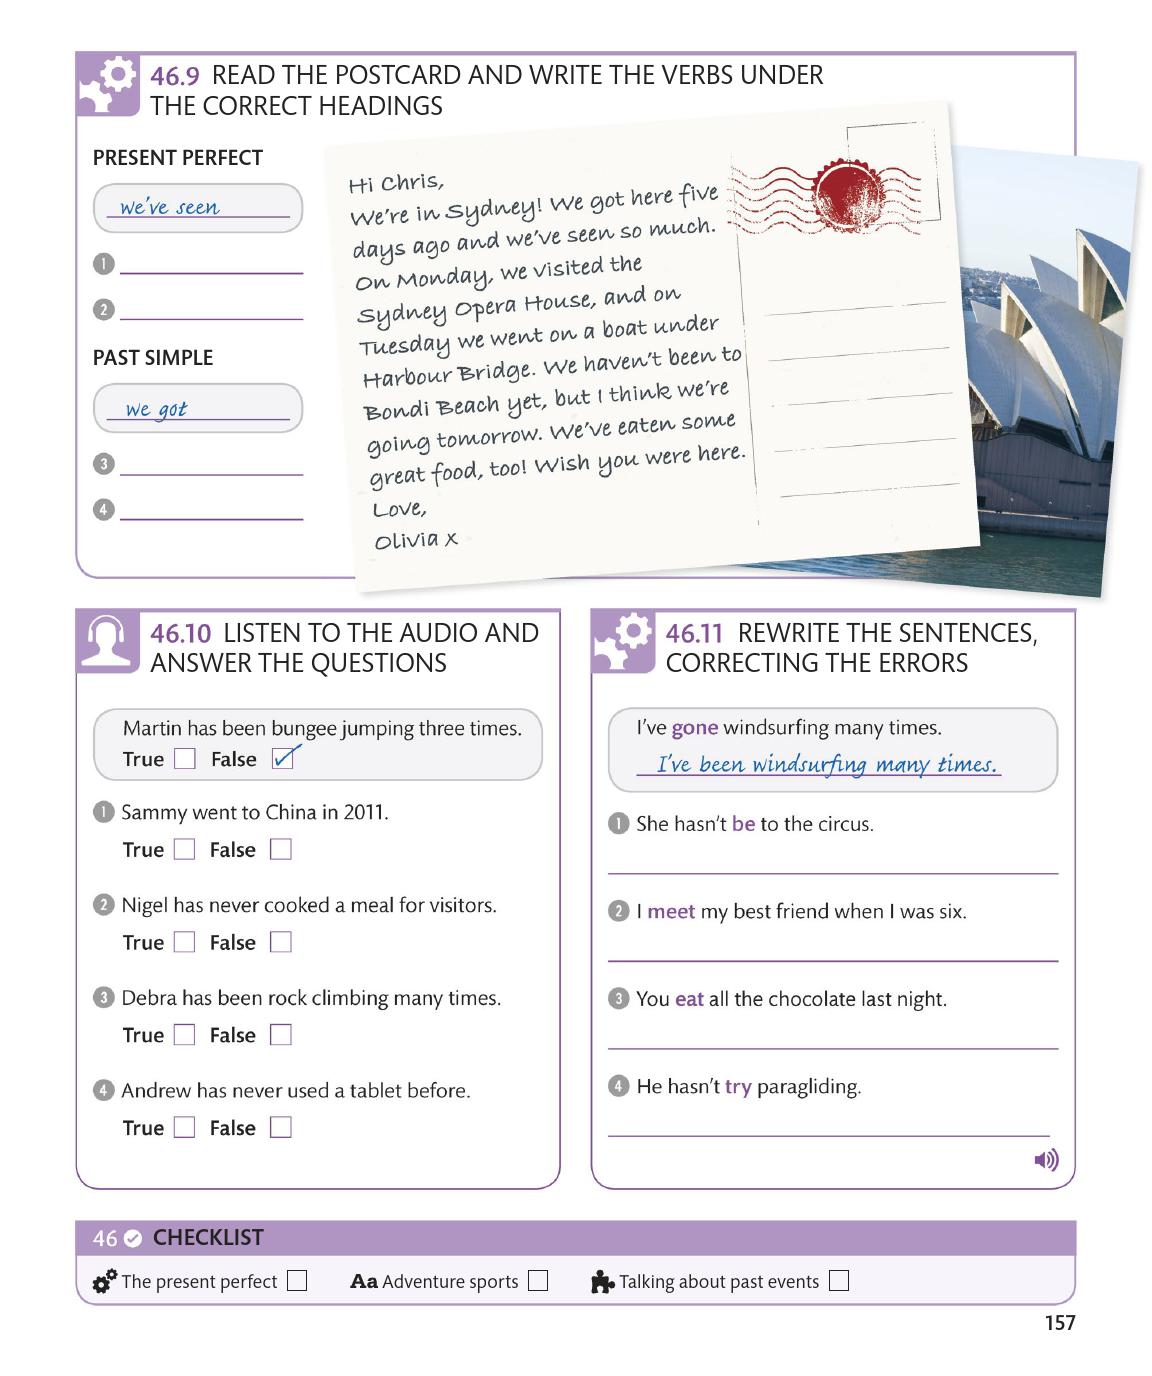 46.9 READ THE POSTCARD AND WRITE THE VERBS UNDER
THE CORRECT HEADINGS
PRESENT PERFECT
we've seen
1
2
PAST SIMPLE
we got
3
4
Hi Chris,
We're in Sydney! We got here five
days ago and we've seen so much.
On Monday, we visited the
Sydney Opera House, and on
Tuesday we went on a boat under
Harbour Bridge. We haven't been to
Bondi Beach yet, but I think we're
going tomorrow. We've eaten some
great food, too! Wish you were here.
Love,
Olivia x
46.10 LISTEN TO THE AUDIO AND
ANSWER THE QUESTIONS
Martin has been bungee jumping three times.
True False
1 Sammy went to China in 2011.
True False
2 Nigel has never cooked a meal for visitors.
True False
3 Debra has been rock climbing many times.
True False
4 Andrew has never used a tablet before.
True False
46.11 REWRITE THE SENTENCES,
CORRECTING THE ERRORS
I've gone windsurfing many times.
I've been windsurfing many times.
1 She hasn't be to the circus.
2 I meet my best friend when I was six.
3 You eat all the chocolate last night.
4 He hasn't try paragliding.
46 CHECKLIST
The present perfect Aa Adventure sports Talking about past events
157